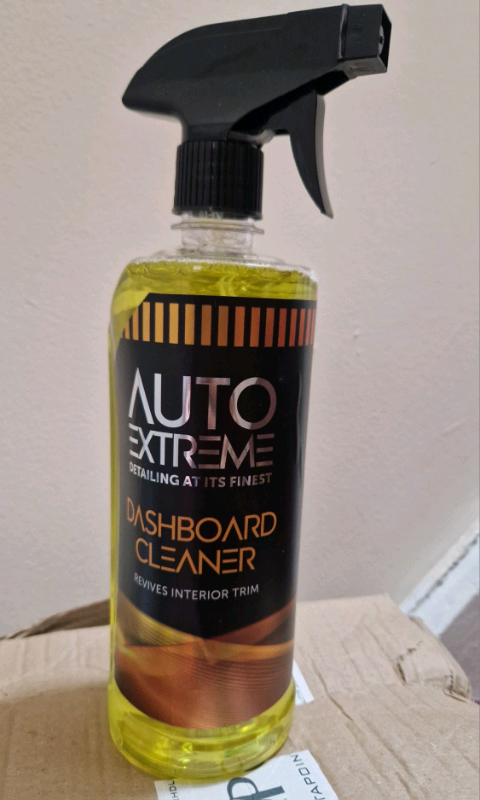 AUTO
EXTREME
DETAILING AT ITS FINEST
DASHBOARD
CLEANER
REVIVES INTERIOR TRIM